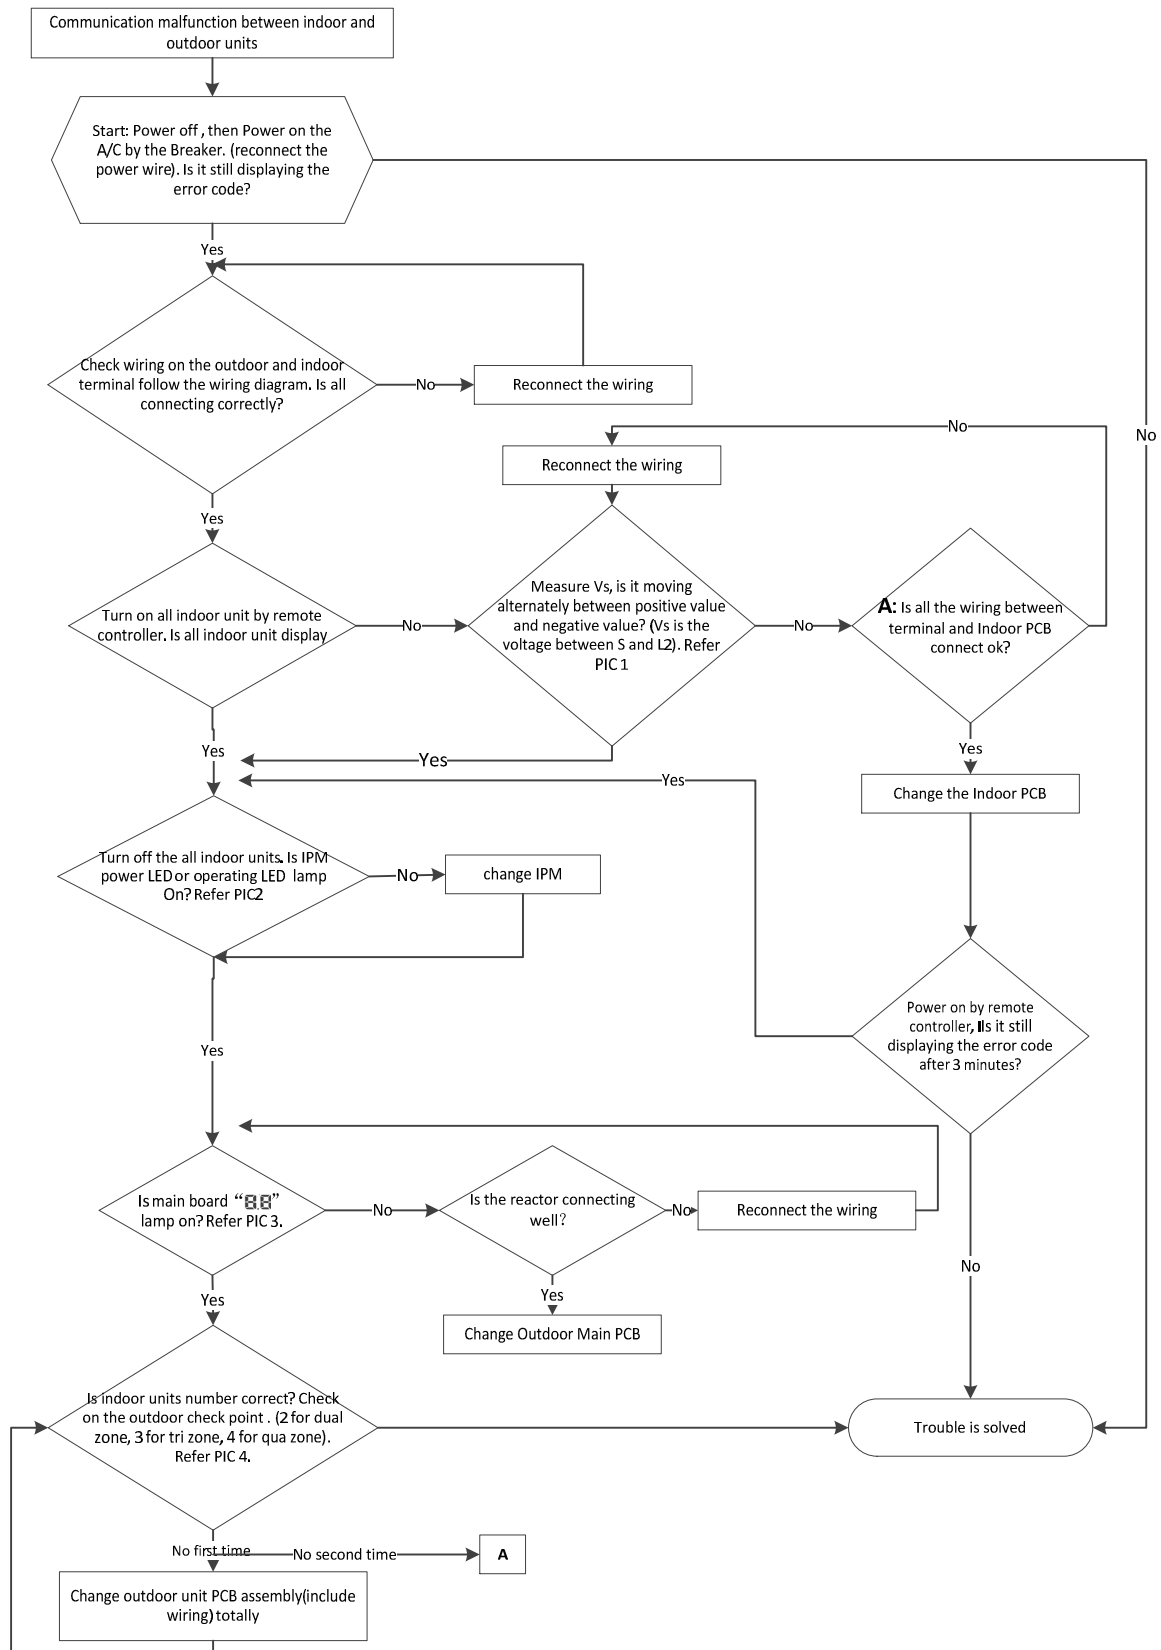 Communication malfunction between indoor and
outdoor units
Start: Power off , then Power on the
A/C by the Breaker. (reconnect the
power wire). Is it still displaying the
error code?
Yes
Check wiring on the outdoor and indoor
terminal follow the wiring diagram. Is all
connecting correctly?
No
Reconnect the wiring
No
No
Reconnect the wiring
Yes
Turn on all indoor unit by remote
controller. Is all indoor unit display
No
Measure Vs, is it moving
alternately between positive value
and negative value? (Vs is the
voltage between S and L2). Refer
PIC 1
No
A: Is all the wiring between
terminal and Indoor PCB
connect ok?
Yes
Yes
Yes
Yes
Change the Indoor PCB
Turn off the all indoor units. Is IPM
power LED or operating LED lamp
On? Refer PIC2
No
change IPM
Power on by remote
controller, IIs it still
displaying the error code
after 3 minutes?
Yes
Is main board “8.8”
lamp on? Refer PIC 3.
No
Is the reactor connecting
well?
No
Reconnect the wiring
No
Yes
Yes
Change Outdoor Main PCB
Is indoor units number correct? Check
on the outdoor check point . (2 for dual
zone, 3 for tri zone, 4 for qua zone).
Refer PIC 4.
Trouble is solved
No first time
No second time
A
Change outdoor unit PCB assembly(include
wiring) totally